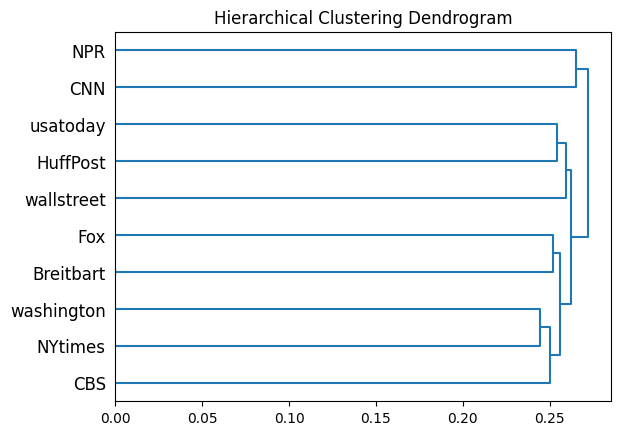 Hierarchical Clustering Dendrogram
NPR
CNN
usatoday
HuffPost
wallstreet
Fox
Breitbart
washington
NYtimes
CBS
0.00 0.05 0.10 0.15 0.20 0.25